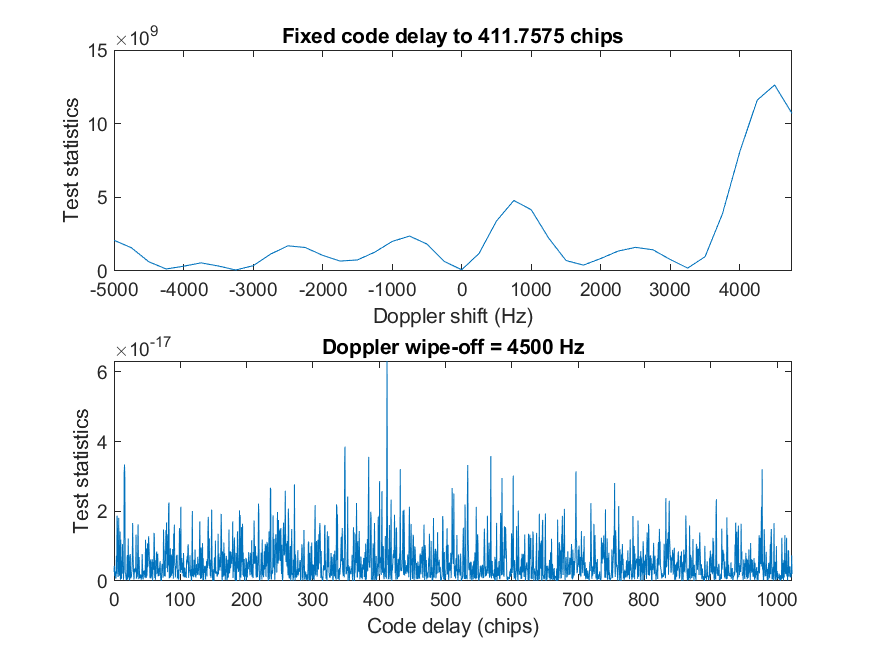 ×10^9
Fixed code delay to 411.7575 chips
15
10
5
0
Test statistics
-5000 -4000 -3000 -2000 -1000 0 1000 2000 3000 4000
Doppler shift (Hz)
×10^-17
Doppler wipe-off = 4500 Hz
6
4
2
0
Test statistics
0 100 200 300 400 500 600 700 800 900 1000
Code delay (chips)